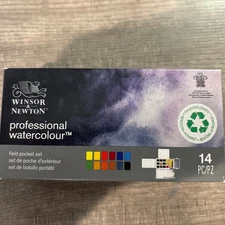 WINSOR
&
NEWTON
professional
watercolour™
field pocket set
set de poche d'extérieur
set de bolsillo portátil
14
PC/PZ